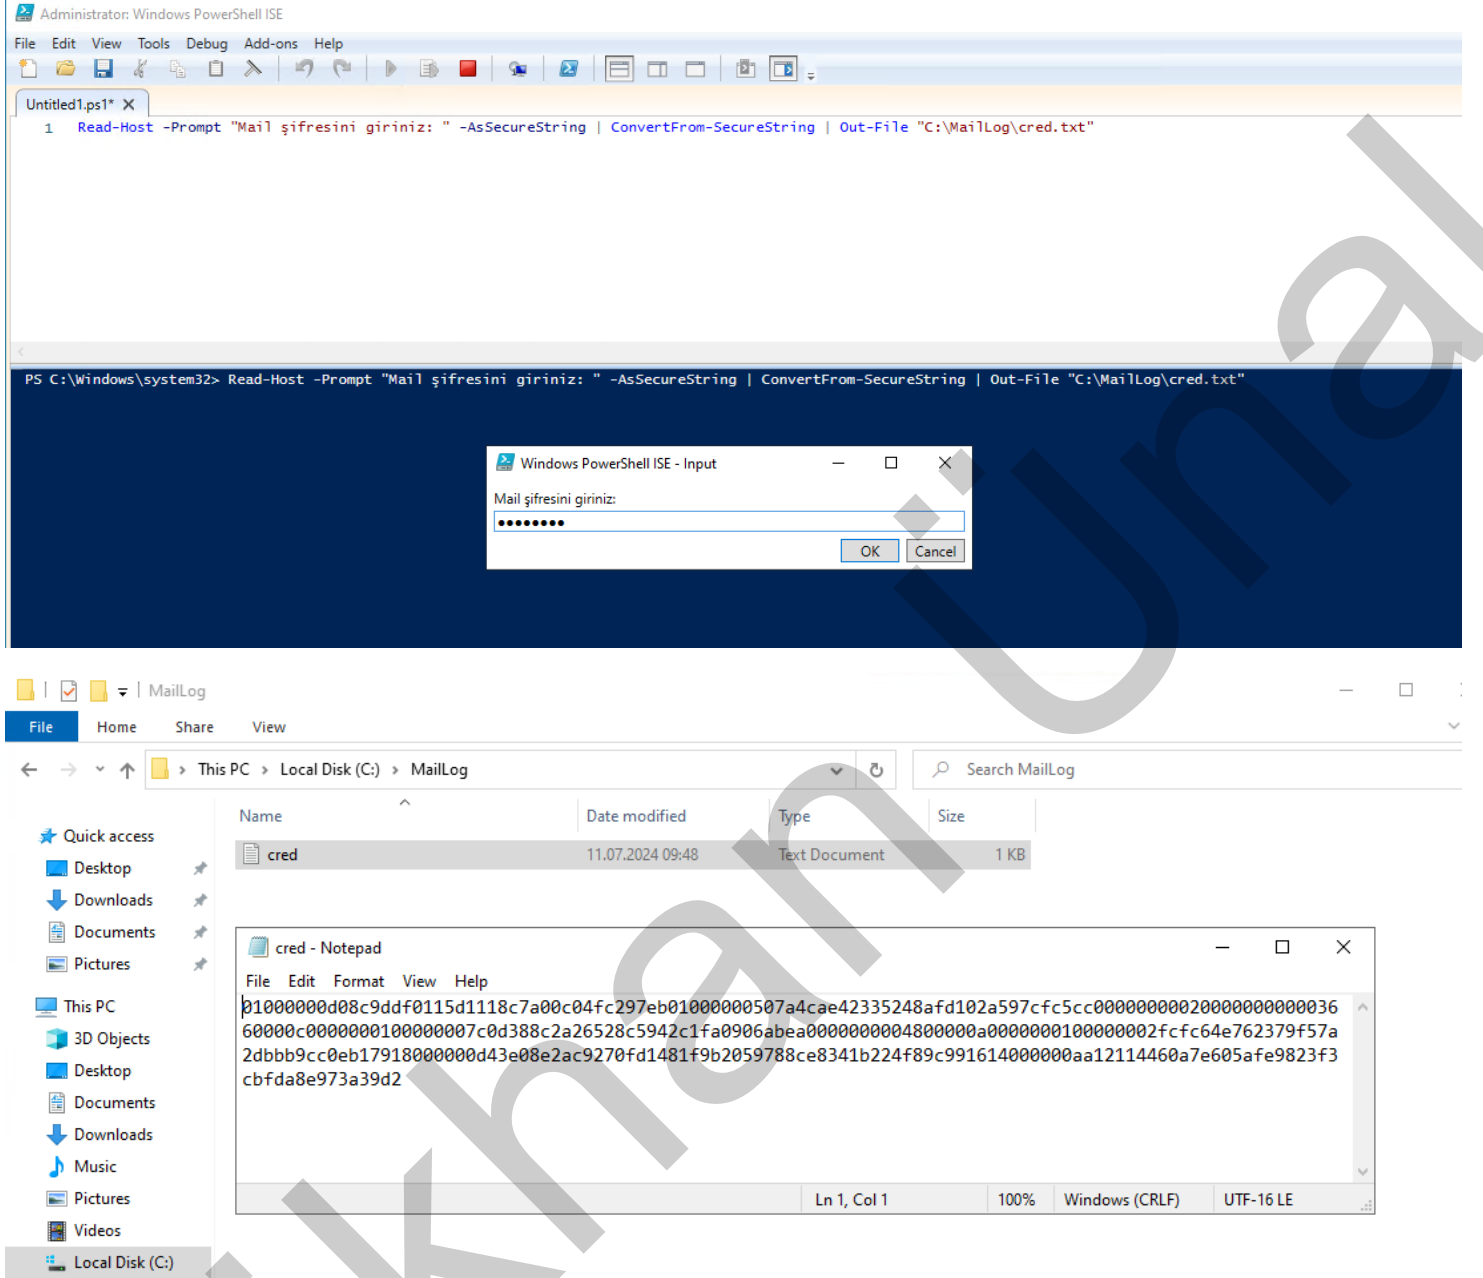 Administrator: Windows PowerShell ISE
File Edit View Tools Debug Add-ons Help
Untitled1.ps1* X
1 Read-Host -Prompt "Mail şifresini giriniz: " -AsSecureString | ConvertFrom-SecureString | Out-File "C:\MailLog\cred.txt"
PS C:\Windows\system32> Read-Host -Prompt "Mail şifresini giriniz: " -AsSecureString | ConvertFrom-SecureString | Out-File "C:\MailLog\cred.txt"
Windows PowerShell ISE - Input
Mail şifresini giriniz:
●●●●●●●●
OK Cancel
MailLog
File Home Share View
This PC > Local Disk (C:) > MailLog
Search MailLog
Name Date modified Type Size
Quick access
cred 11.07.2024 09:48 Text Document 1 KB
Desktop
Downloads
Documents
Pictures
This PC
3D Objects
Desktop
Documents
Downloads
Music
Pictures
Videos
Local Disk (C:)
cred - Notepad
File Edit Format View Help
01000000d08c9ddf0115d1118c7a00c04fc297eb01000000507a4cae42335248afd102a597cfc5cc00000000020000000000036
60000c0000000100000007c0d388c2a26528c5942c1fa0906abea0000000004800000a0000000100000002fcfc64e762379f57a
2dbbb9cc0eb17918000000d43e08e2ac9270fd1481f9b2059788ce8341b224f89c991614000000aa12114460a7e605afe9823f3
cbfda8e973a39d2
Ln 1, Col 1 100% Windows (CRLF) UTF-16 LE
ikhan Ünal